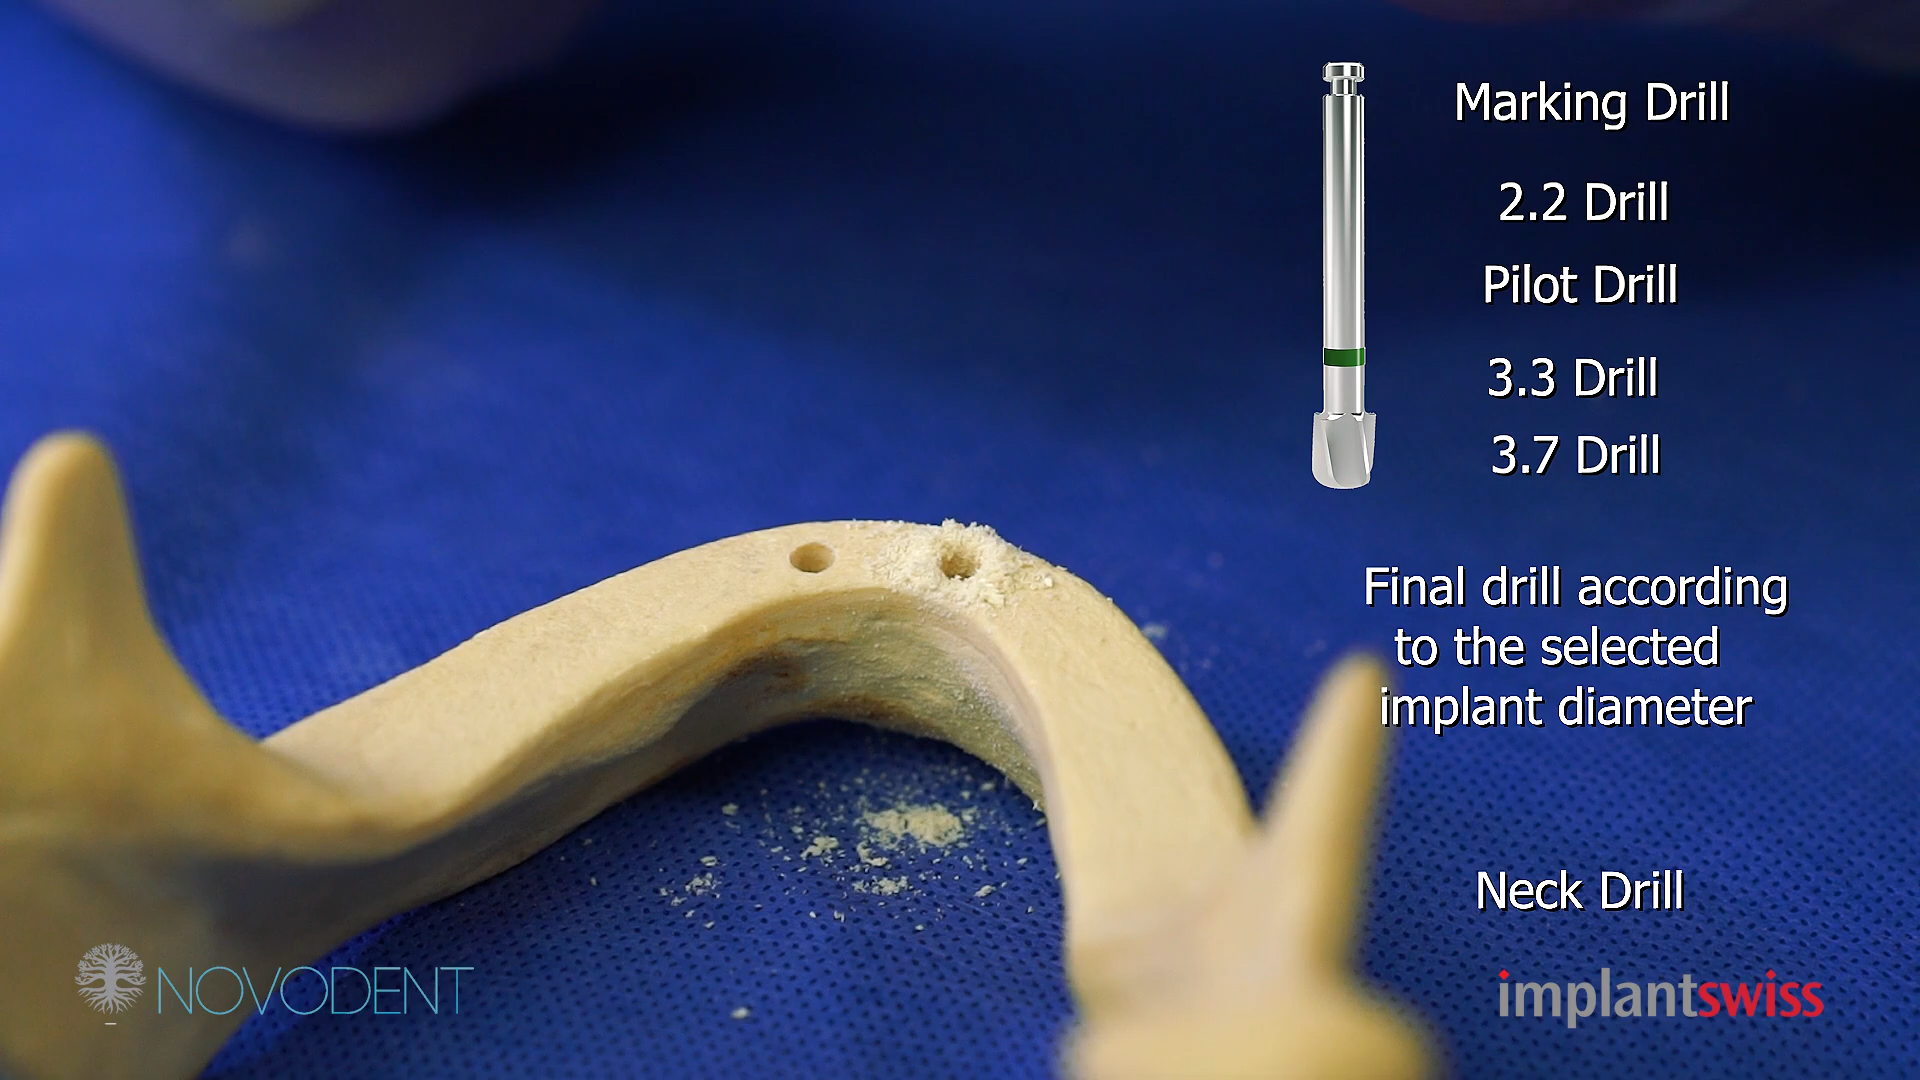 Marking Drill
2.2 Drill
Pilot Drill
3.3 Drill
3.7 Drill
Final drill according
to the selected
implant diameter
Neck Drill
NOVODENT
implantswiss